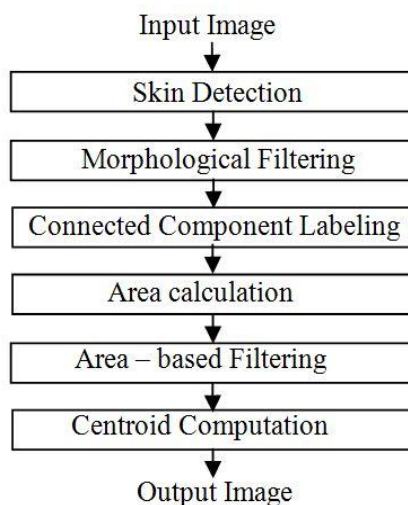 Input Image
Skin Detection
Morphological Filtering
Connected Component Labeling
Area calculation
Area – based Filtering
Centroid Computation
Output Image